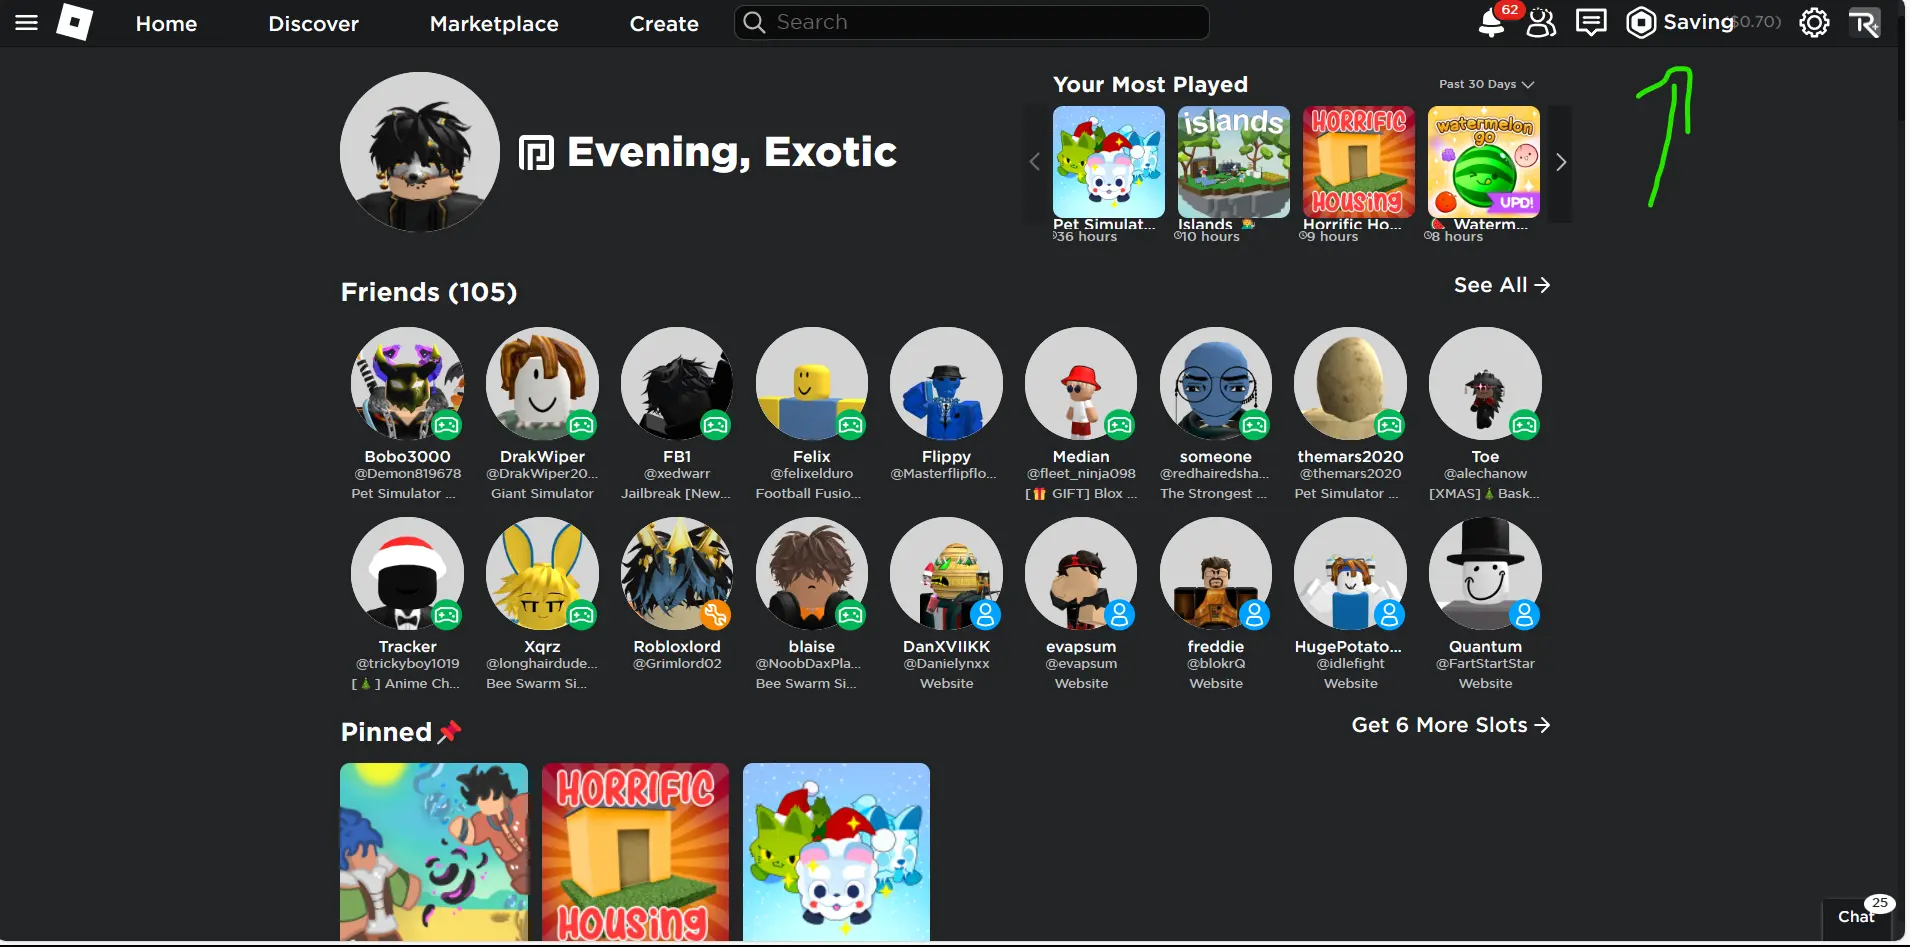 Home Discover Marketplace Create Search 62 Saving $0.70)
Your Most Played Past 30 Days
Evening, Exotic
islands HORRIFIC HOUSING watermelon go UPD!
Pet Simulat... Islands 👨‍🌾 Horrific Ho... 🍉 Waterm...
36 hours 10 hours 9 hours 8 hours
Friends (105) See All →
Bobo3000 DrakWiper FB1 Felix Flippy Median someone themars2020 Toe
@Demon819678 @DrakWiper20... @xedwarr @felixelduro @Masterflipflo... @fleet_ninja098 @redhairedsha... @themars2020 @alechanow
Pet Simulator ... Giant Simulator Jailbreak [New... Football Fusio... [🎁 GIFT] Blox ... The Strongest ... Pet Simulator ... [XMAS]🎄Bask...
Tracker Xqrz Robloxlord blaise DanXVIIKK evapsum freddie HugePotato... Quantum
@trickyboy1019 @longhairdude... @Grimlord02 @NoobDaxPla... @Danielynxx @evapsum @blokrQ @idlefight @FartStartStar
[🎄] Anime Ch... Bee Swarm Si... Bee Swarm Si... Website Website Website Website Website
Pinned📌 Get 6 More Slots →
HORRIFIC HOUSING
Chat 25